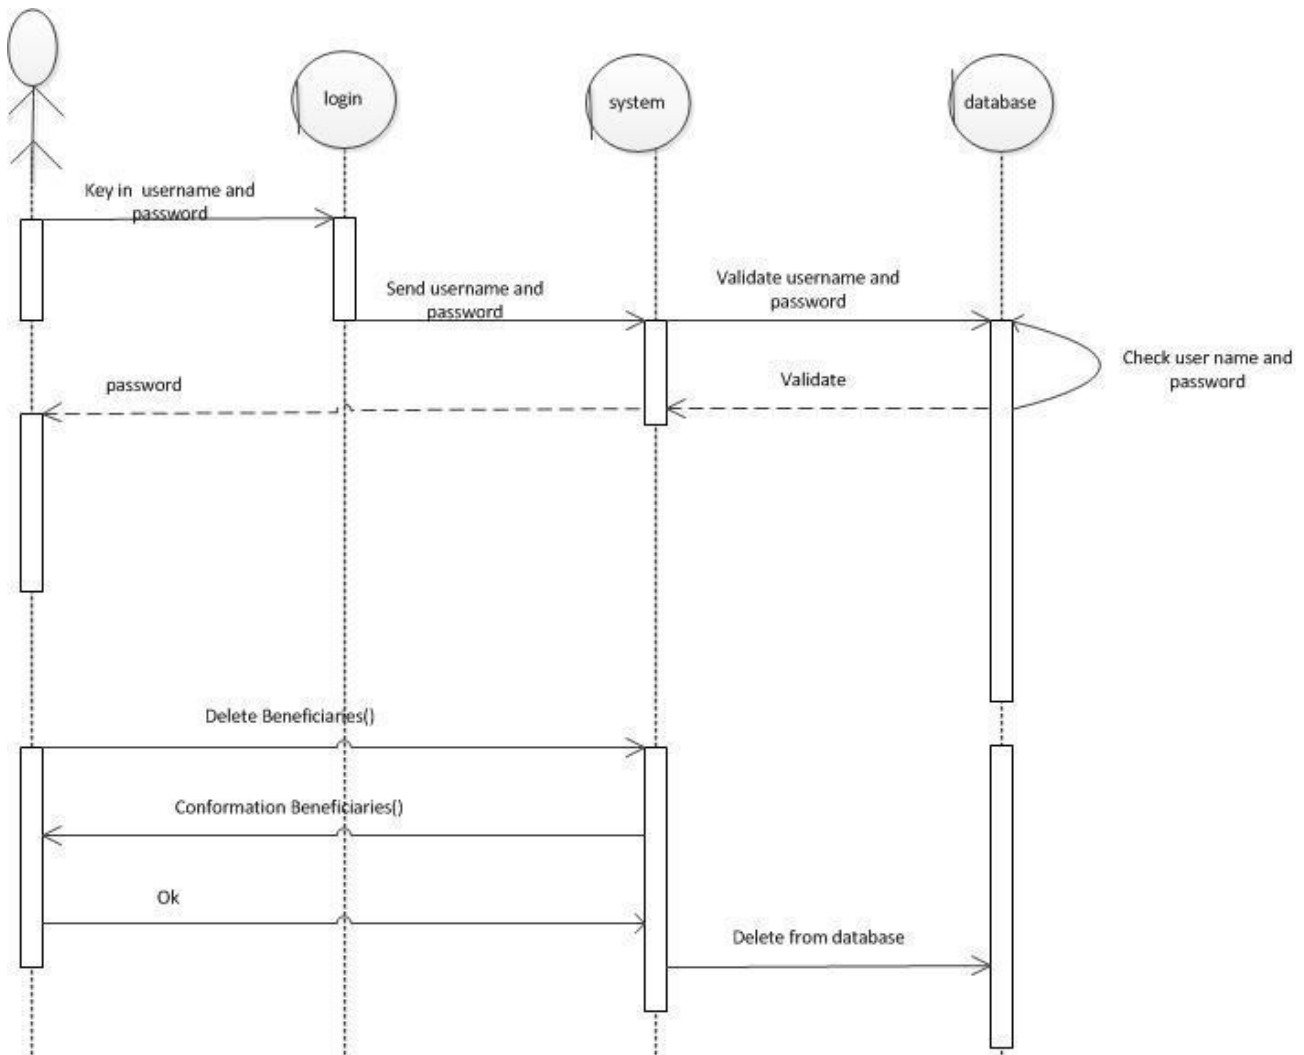 login
system
database
Key in username and
password
Send username and
password
Validate username and
password
Check user name and
password
password
Validate
Delete Beneficiaries()
Conformation Beneficiaries()
Ok
Delete from database